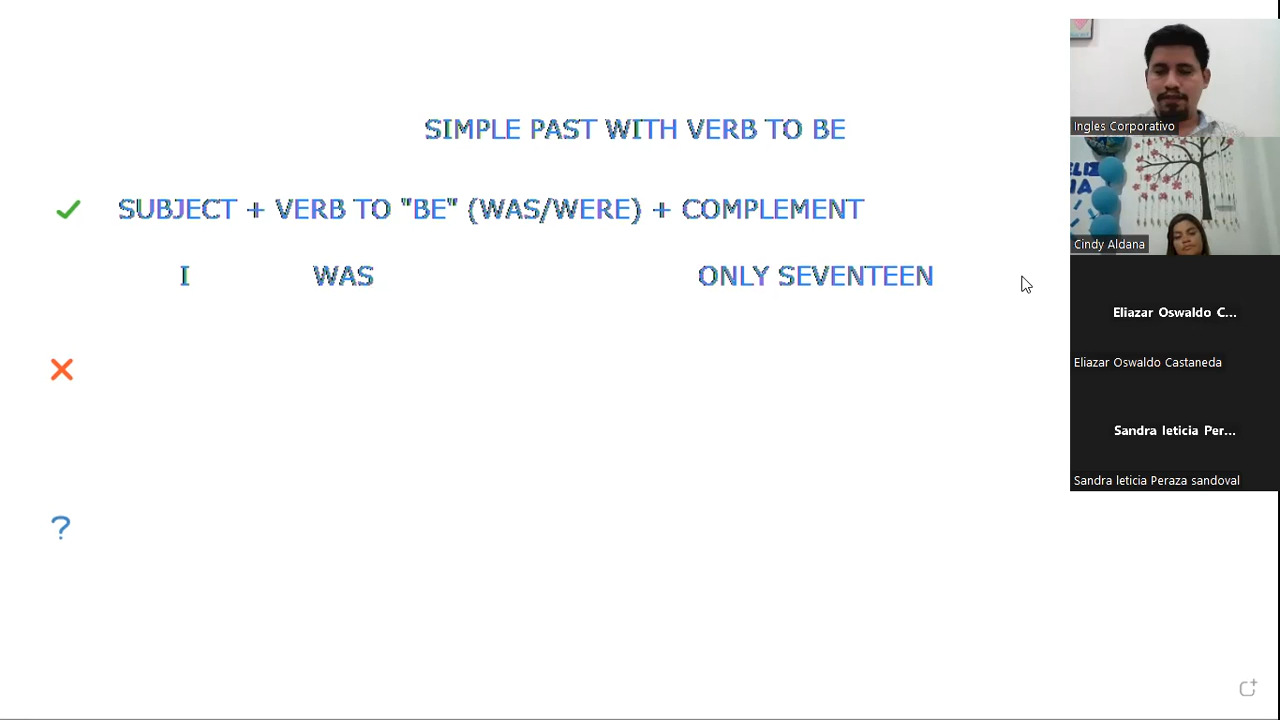 SIMPLE PAST WITH VERB TO BE
SUBJECT + VERB TO "BE" (WAS/WERE) + COMPLEMENT
I WAS ONLY SEVENTEEN
?
Ingles Corporativo
Cindy Aldana
Eliazar Oswaldo C...
Eliazar Oswaldo Castaneda
Sandra leticia Per...
Sandra leticia Peraza sandoval